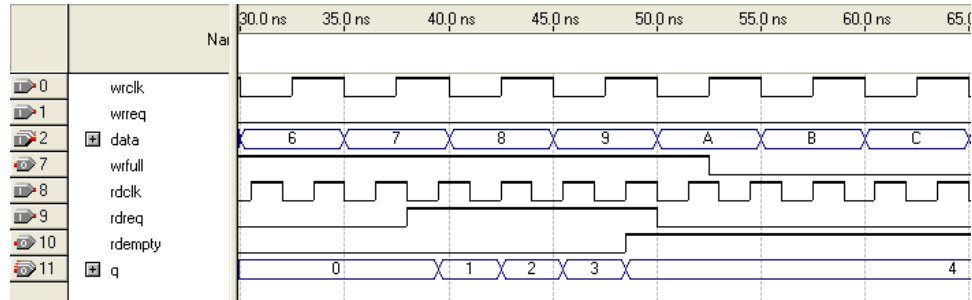 30.0 ns 35.0 ns 40.0 ns 45.0 ns 50.0 ns 55.0 ns 60.0 ns 65.
Nai
0 wrclk
1 wrreq
2 data 6 7 8 9 A B C
7 wrfull
8 rdclk
9 rdreq
10 rdempty
11 q 0 1 2 3 4